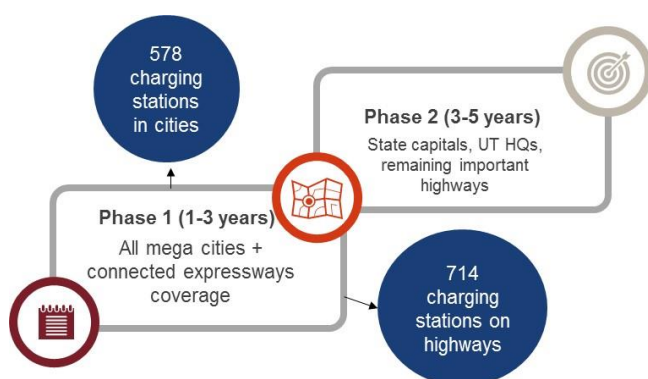 578
charging
stations
in cities
Phase 2 (3-5 years)
State capitals, UT HQs,
remaining important
highways
Phase 1 (1-3 years)
All mega cities +
connected expressways
coverage
714
charging
stations on
highways